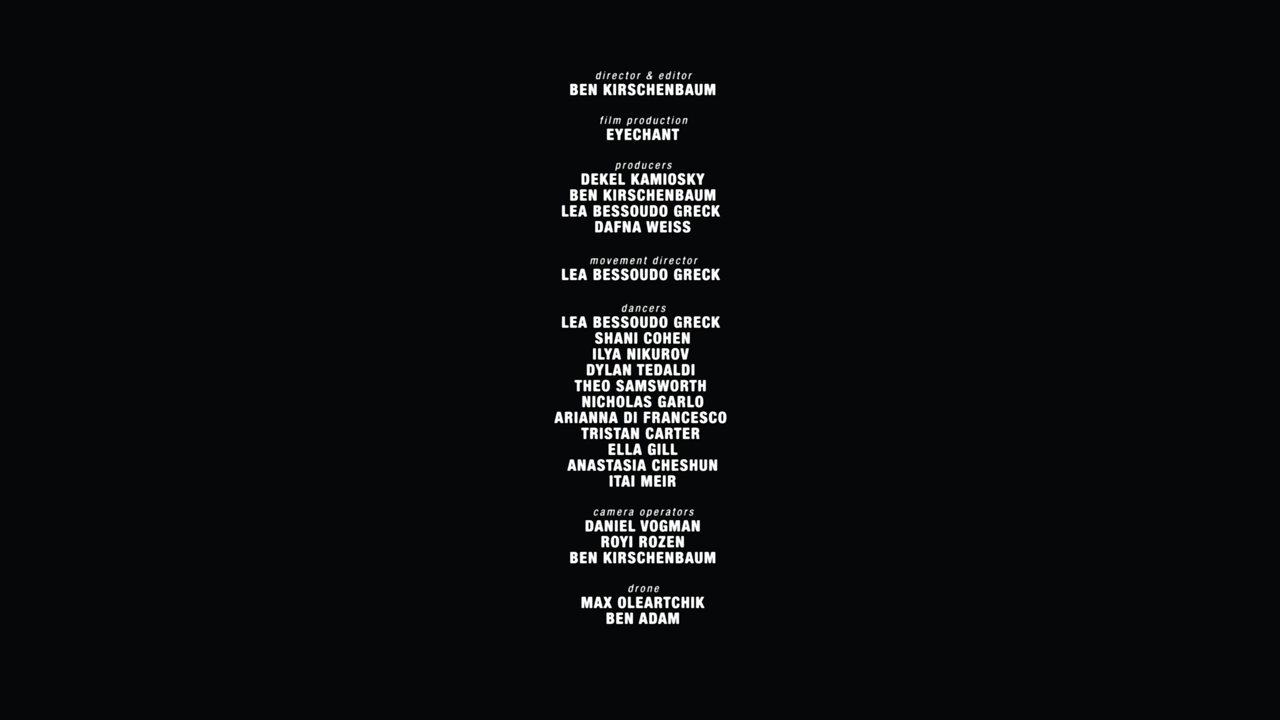 director & editor
BEN KIRSCHENBAUM
film production
EYECHANT
producers
DEKEL KAMIOSKY
BEN KIRSCHENBAUM
LEA BESSOUDO GRECK
DAFNA WEISS
movement director
LEA BESSOUDO GRECK
dancers
LEA BESSOUDO GRECK
SHANI COHEN
ILYA NIKUROV
DYLAN TEDALDI
THEO SAMSWORTH
NICHOLAS GARLO
ARIANNA DI FRANCESCO
TRISTAN CARTER
ELLA GILL
ANASTASIA CHESHUN
ITAI MEIR
camera operators
DANIEL VOGMAN
ROYI ROZEN
BEN KIRSCHENBAUM
drone
MAX OLEARTCHIK
BEN ADAM